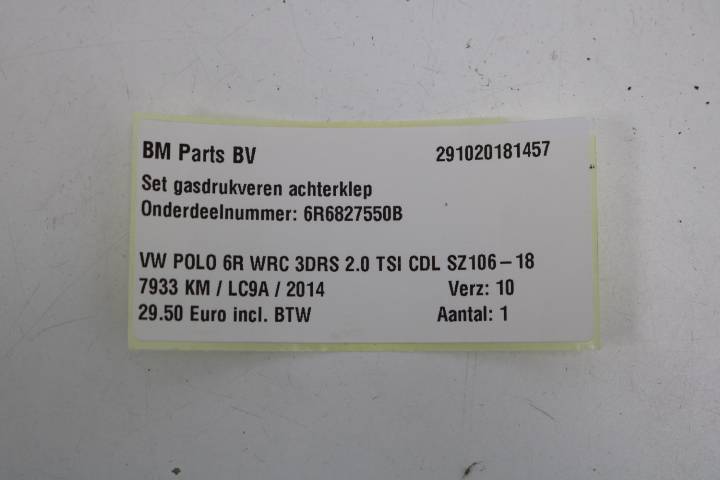 BM Parts BV 291020181457
Set gasdrukveren achterklep
Onderdeelnummer: 6R6827550B
VW POLO 6R WRC 3DRS 2.0 TSI CDL SZ106-18
7933 KM / LC9A / 2014 Verz: 10
29.50 Euro incl. BTW Aantal: 1